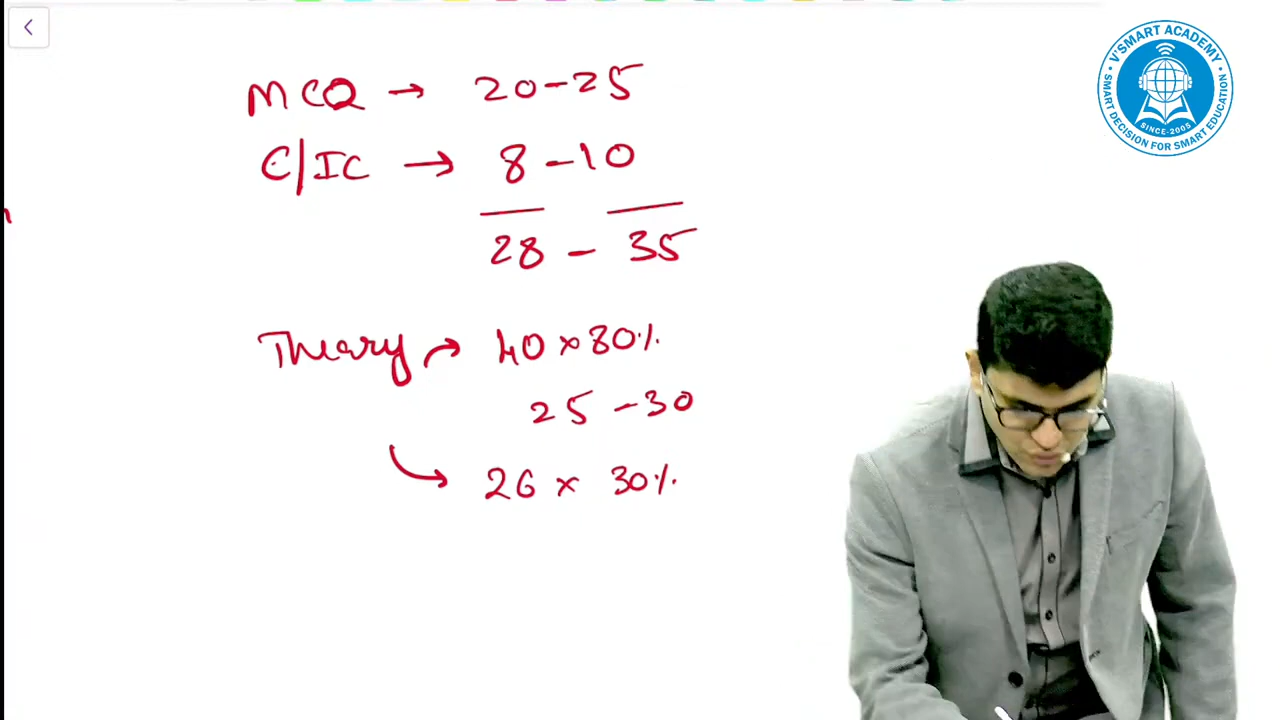 MCQ → 20-25
C/IC → 8-10
28 - 35
Theory → 40 x 80%
25 - 30
→ 26 x 30%
V'SMART ACADEMY
SMART DECISION FOR SMART EDUCATION
SINCE-2005